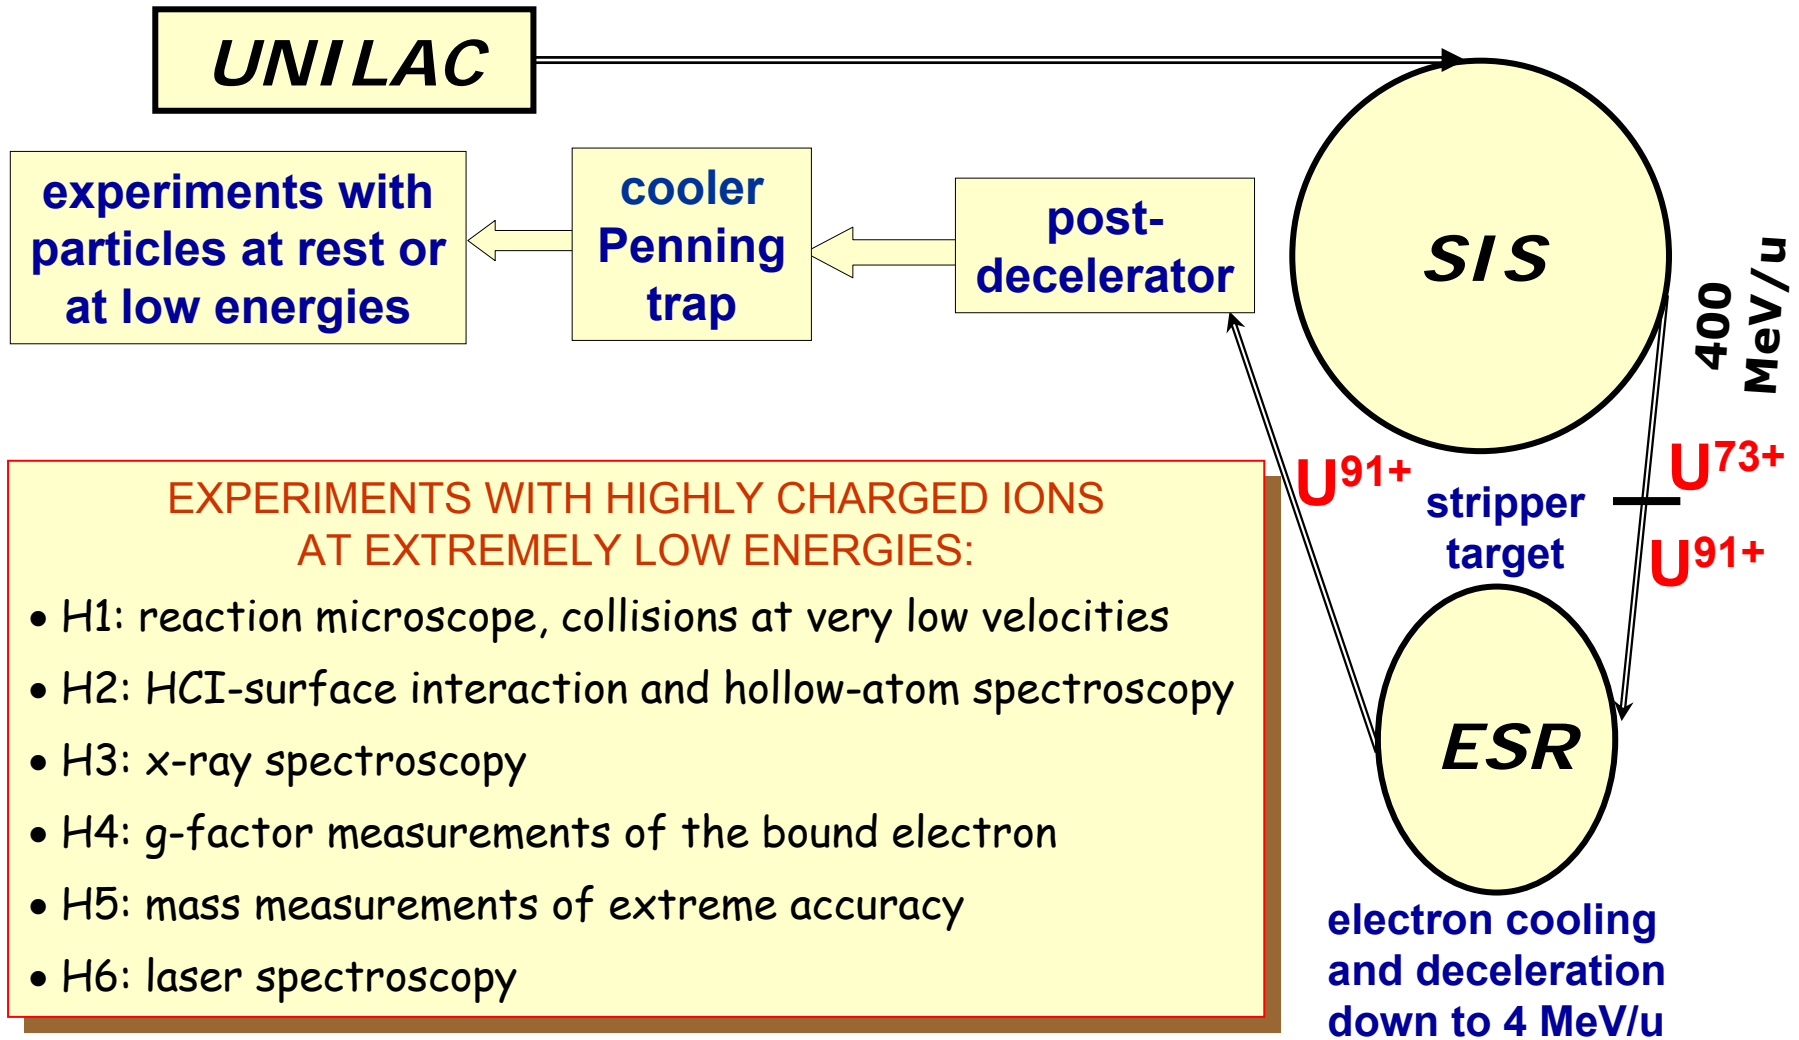 UNILAC
experiments with
particles at rest or
at low energies
cooler
Penning
trap
post-
decelerator
SIS
400
MeV/u
U73+
stripper
target
U91+
U91+
ESR
electron cooling
and deceleration
down to 4 MeV/u
EXPERIMENTS WITH HIGHLY CHARGED IONS
AT EXTREMELY LOW ENERGIES:
• H1: reaction microscope, collisions at very low velocities
• H2: HCI-surface interaction and hollow-atom spectroscopy
• H3: x-ray spectroscopy
• H4: g-factor measurements of the bound electron
• H5: mass measurements of extreme accuracy
• H6: laser spectroscopy